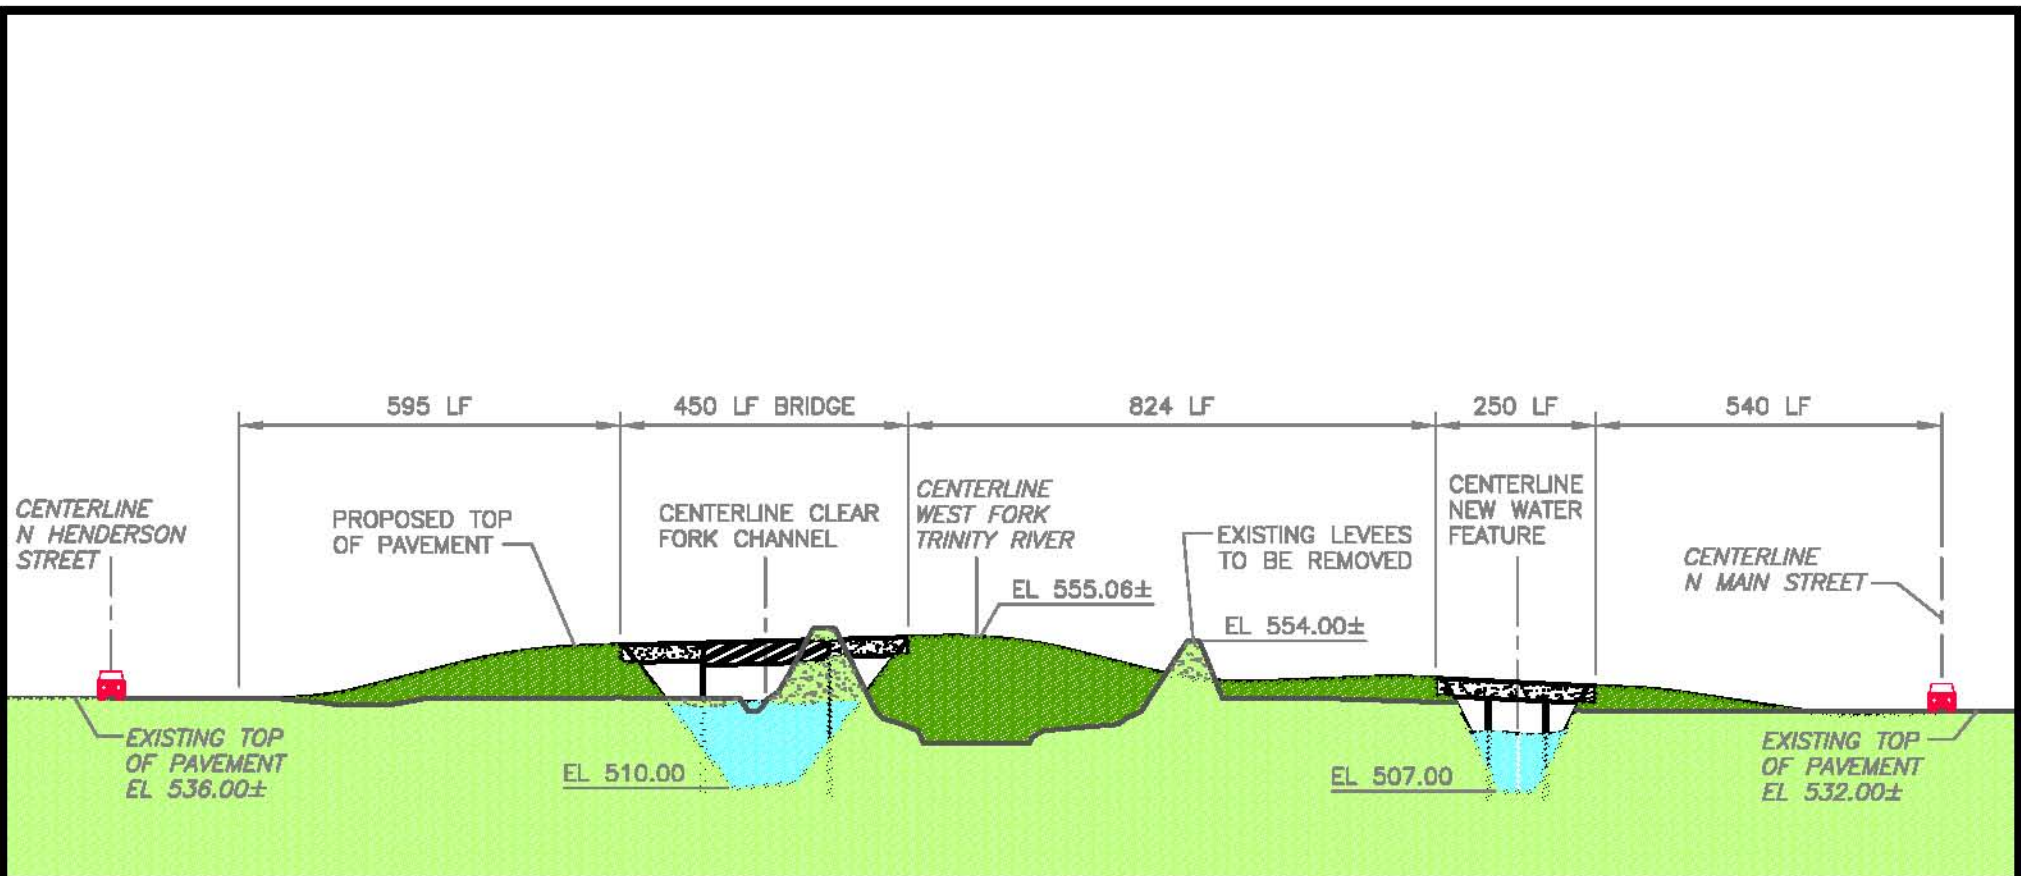 595 LF
450 LF BRIDGE
824 LF
250 LF
540 LF
CENTERLINE
N HENDERSON
STREET
PROPOSED TOP
OF PAVEMENT
CENTERLINE CLEAR
FORK CHANNEL
CENTERLINE
WEST FORK
TRINITY RIVER
EL 555.06±
EXISTING LEVEES
TO BE REMOVED
EL 554.00±
CENTERLINE
NEW WATER
FEATURE
CENTERLINE
N MAIN STREET
EXISTING TOP
OF PAVEMENT
EL 536.00±
EL 510.00
EL 507.00
EXISTING TOP
OF PAVEMENT
EL 532.00±